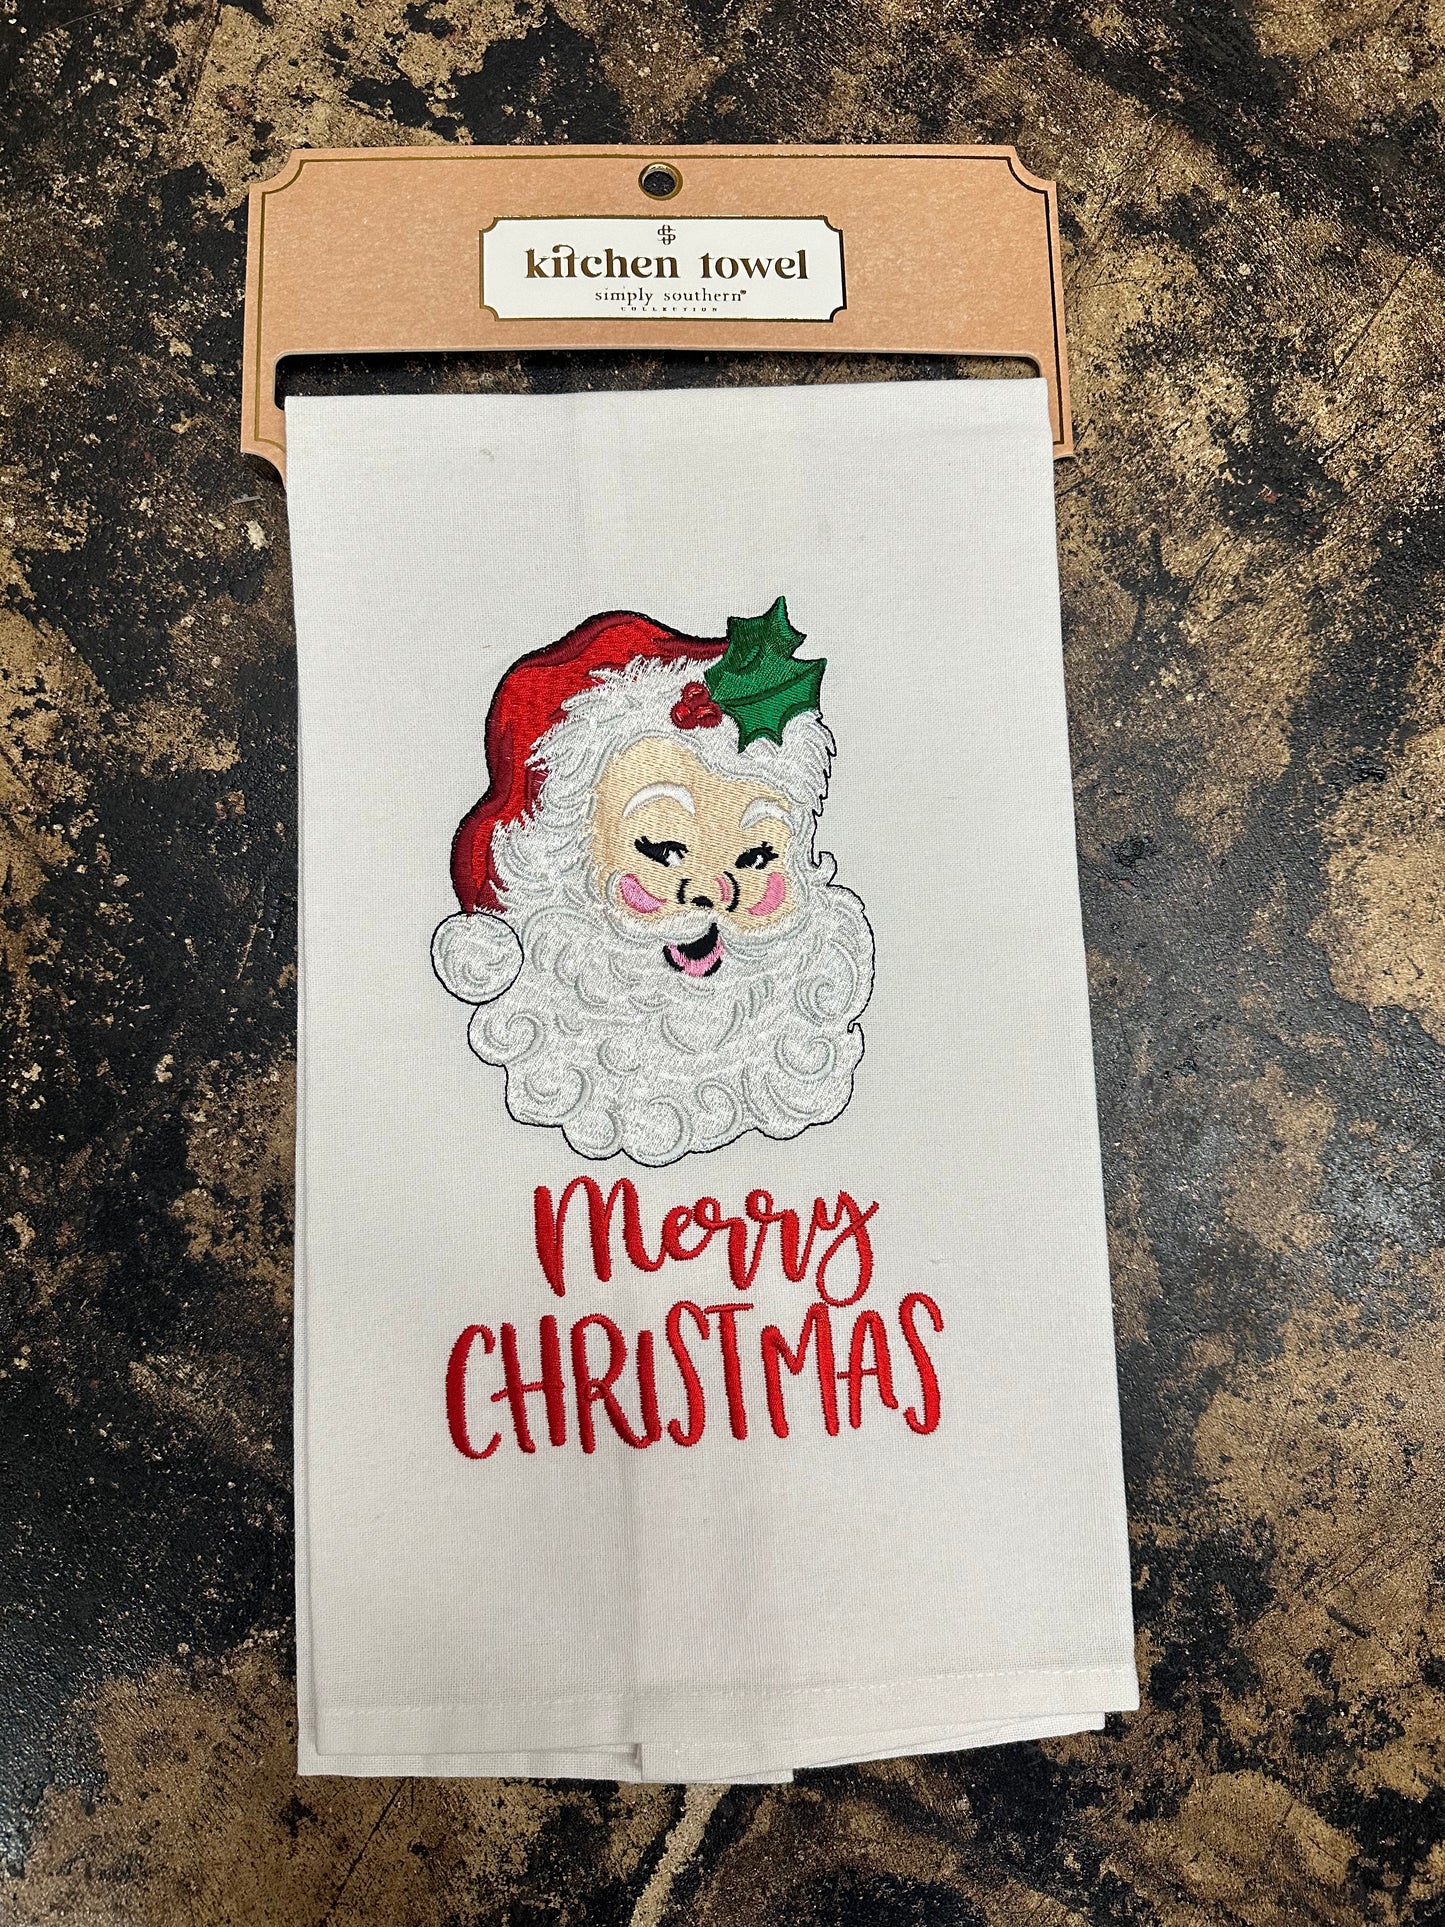 kitchen towel
simply southern®
COLLECTION
Merry
CHRISTMAS